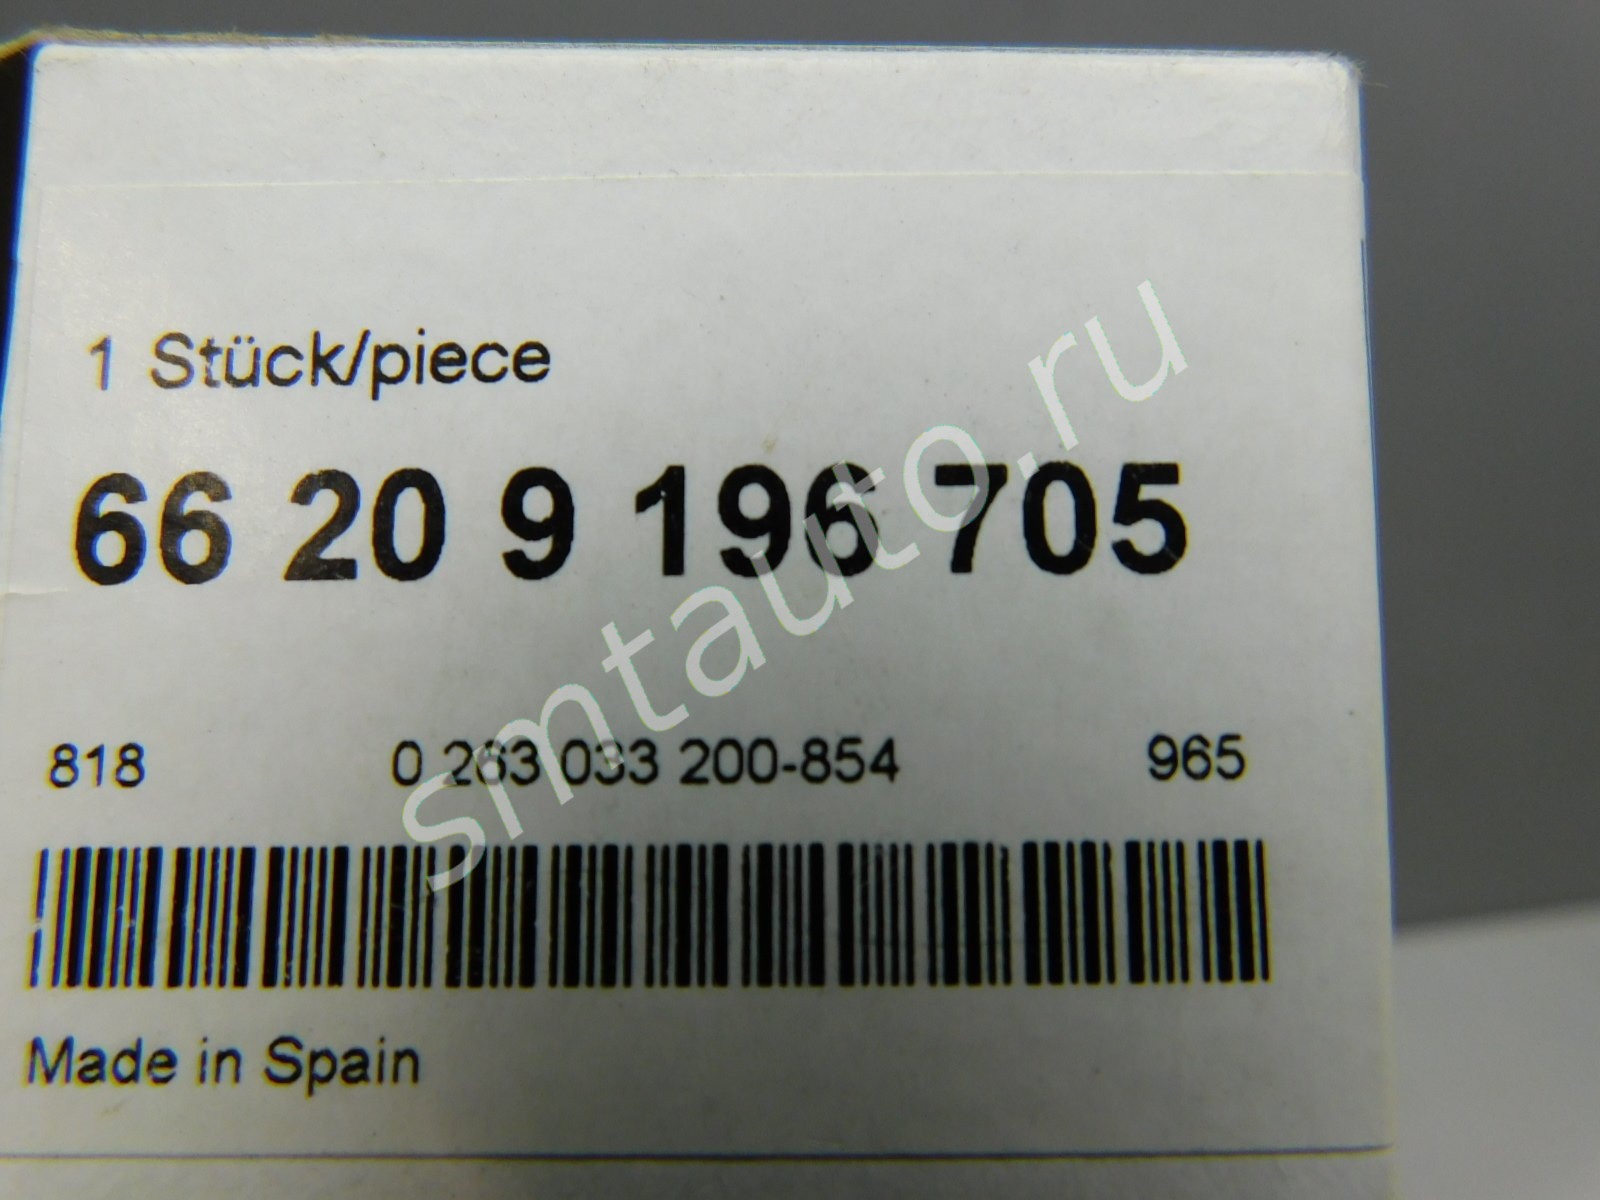 1 Stück/piece
66 20 9 196 705
smtauto.ru
818 0 263 033 200-854 965
Made in Spain